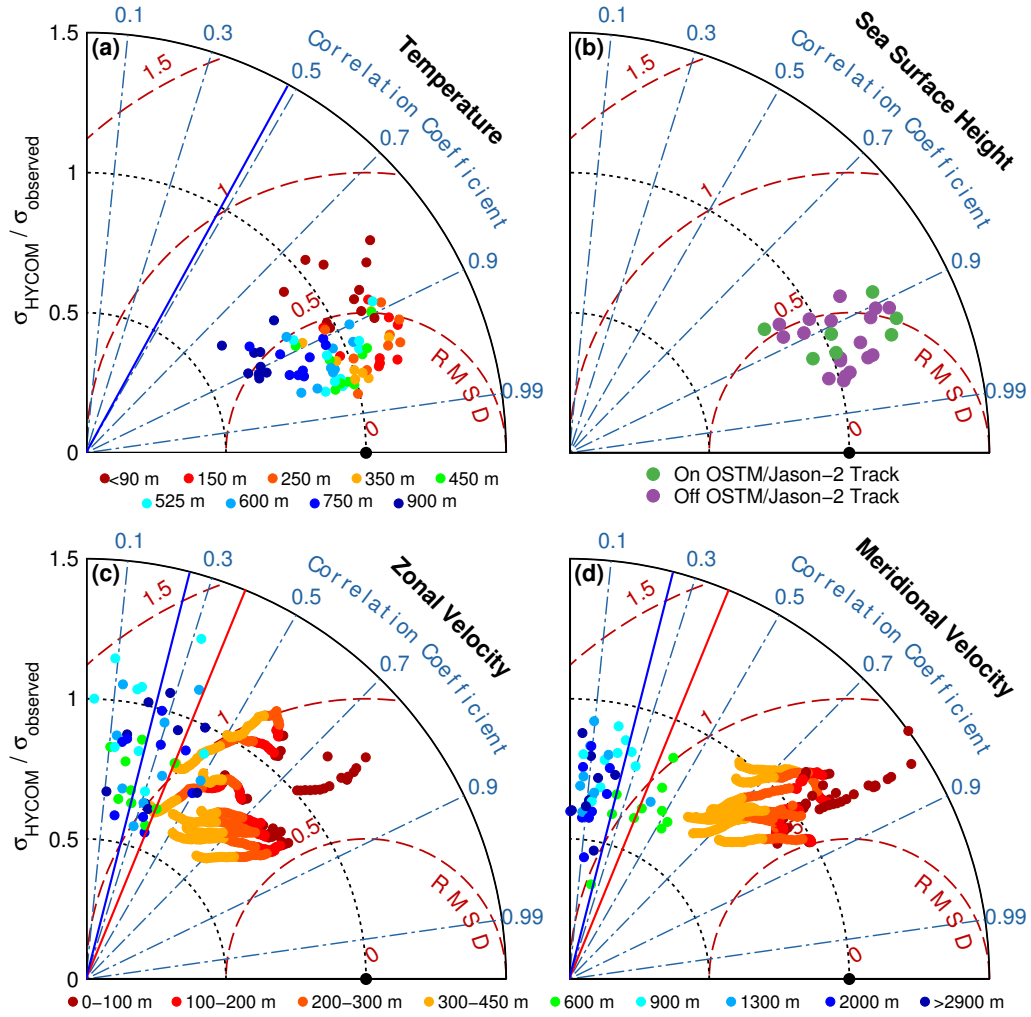 (a)
Temperature
Correlation Coefficient
0.1
0.3
0.5
0.7
0.9
0.99
1.5
1
0.5
0
σHYCOM / σobserved
1.5
1
0.5
0
RMSD
<90 m
150 m
250 m
350 m
450 m
525 m
600 m
750 m
900 m
(b)
Sea Surface Height
Correlation Coefficient
0.1
0.3
0.5
0.7
0.9
0.99
1.5
1
0.5
0
RMSD
On OSTM/Jason−2 Track
Off OSTM/Jason−2 Track
(c)
Zonal Velocity
Correlation Coefficient
0.1
0.3
0.5
0.7
0.9
0.99
1.5
1
0.5
0
σHYCOM / σobserved
1.5
1
0.5
0
RMSD
(d)
Meridional Velocity
Correlation Coefficient
0.1
0.3
0.5
0.7
0.9
0.99
1.5
1
0.5
0
RMSD
0−100 m
100−200 m
200−300 m
300−450 m
600 m
900 m
1300 m
2000 m
>2900 m